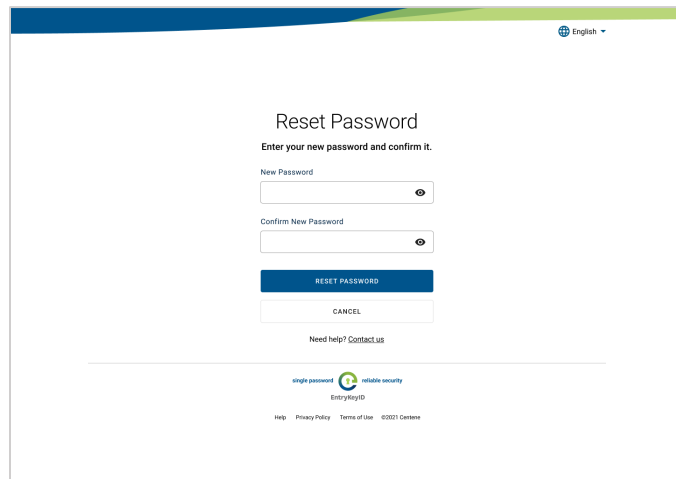 English
Reset Password
Enter your new password and confirm it.
New Password
Confirm New Password
RESET PASSWORD
CANCEL
Need help? Contact us
single password reliable security
EntryKeyID
Help Privacy Policy Terms of Use ©2021 Centene